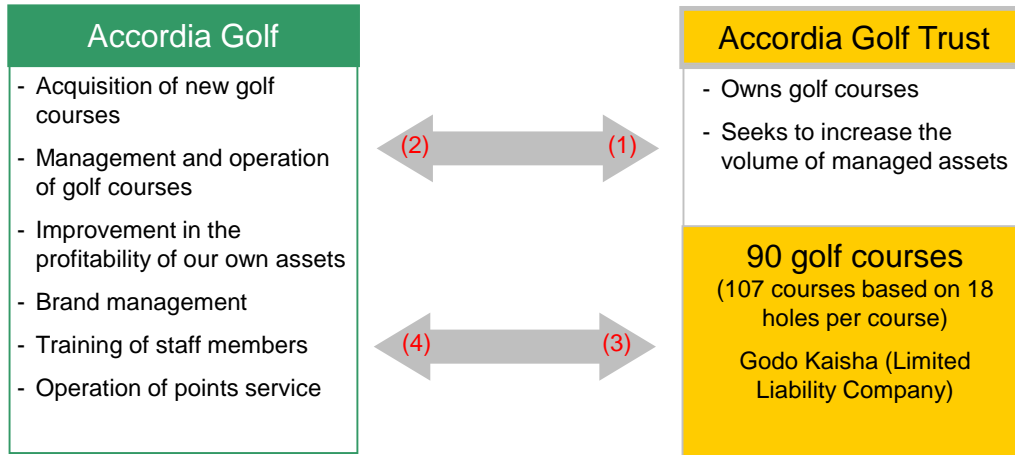 Accordia Golf
- Acquisition of new golf
courses
- Management and operation
of golf courses
- Improvement in the
profitability of our own assets
- Brand management
- Training of staff members
- Operation of points service
(2)
(1)
(4)
(3)
Accordia Golf Trust
- Owns golf courses
- Seeks to increase the
volume of managed assets
90 golf courses
(107 courses based on 18
holes per course)
Godo Kaisha (Limited
Liability Company)